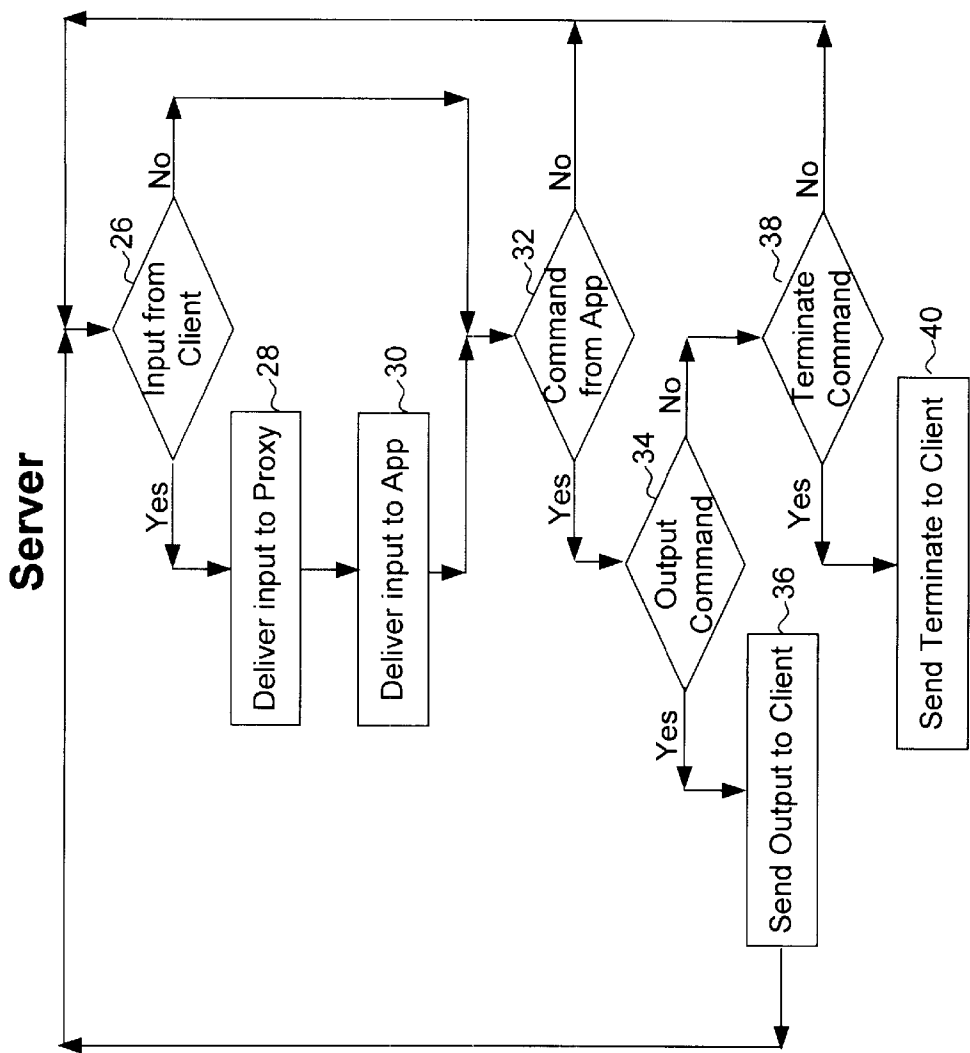 Server
26
Input from
Client
No
Yes
28
Deliver input to Proxy
30
Deliver input to App
32
Command
from App
No
Yes
34
Output
Command
No
Yes
36
Send Output to Client
38
Terminate
Command
No
Yes
40
Send Terminate to Client